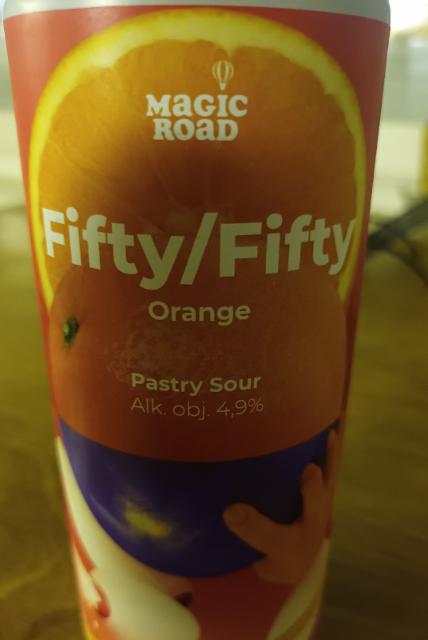 MAGIC
ROAD
Fifty/Fifty
Orange
Pastry Sour
Alk. obj. 4,9%